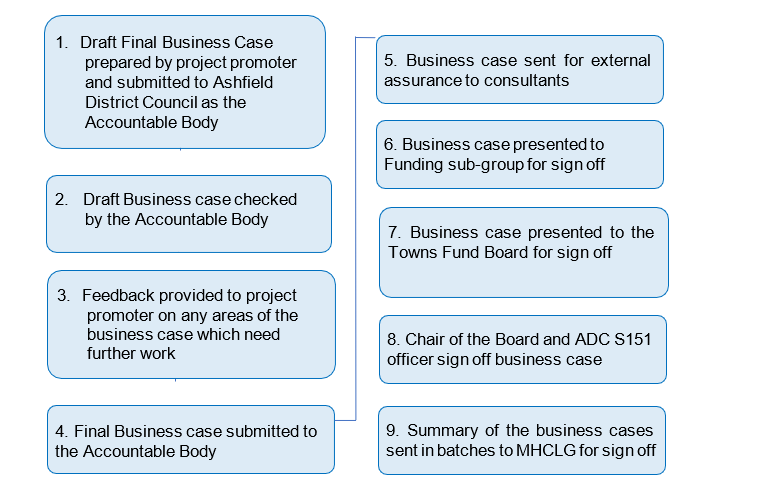 1. Draft Final Business Case
prepared by project promoter
and submitted to Ashfield
District Council as the
Accountable Body
2. Draft Business case checked
by the Accountable Body
3. Feedback provided to project
promoter on any areas of the
business case which need
further work
4. Final Business case submitted to
the Accountable Body
5. Business case sent for external
assurance to consultants
6. Business case presented to
Funding sub-group for sign off
7. Business case presented to the
Towns Fund Board for sign off
8. Chair of the Board and ADC S151
officer sign off business case
9. Summary of the business cases
sent in batches to MHCLG for sign off